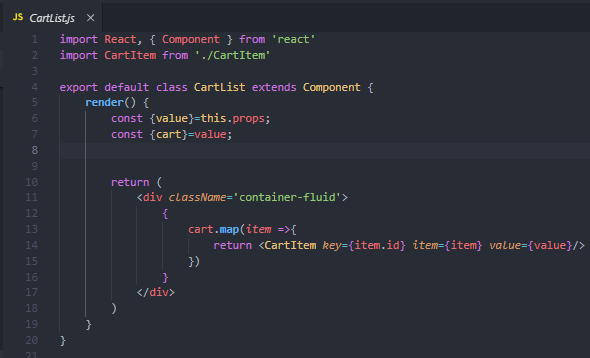 JS CartList.js ×
1 import React, { Component } from 'react'
2 import CartItem from './CartItem'
3
4 export default class CartList extends Component {
5 render() {
6 const {value}=this.props;
7 const {cart}=value;
8
9
10 return (
11 <div className='container-fluid'>
12 {
13 cart.map(item =>{
14 return <CartItem key={item.id} item={item} value={value}/>
15 })
16 }
17 </div>
18 )
19 }
20 }
21